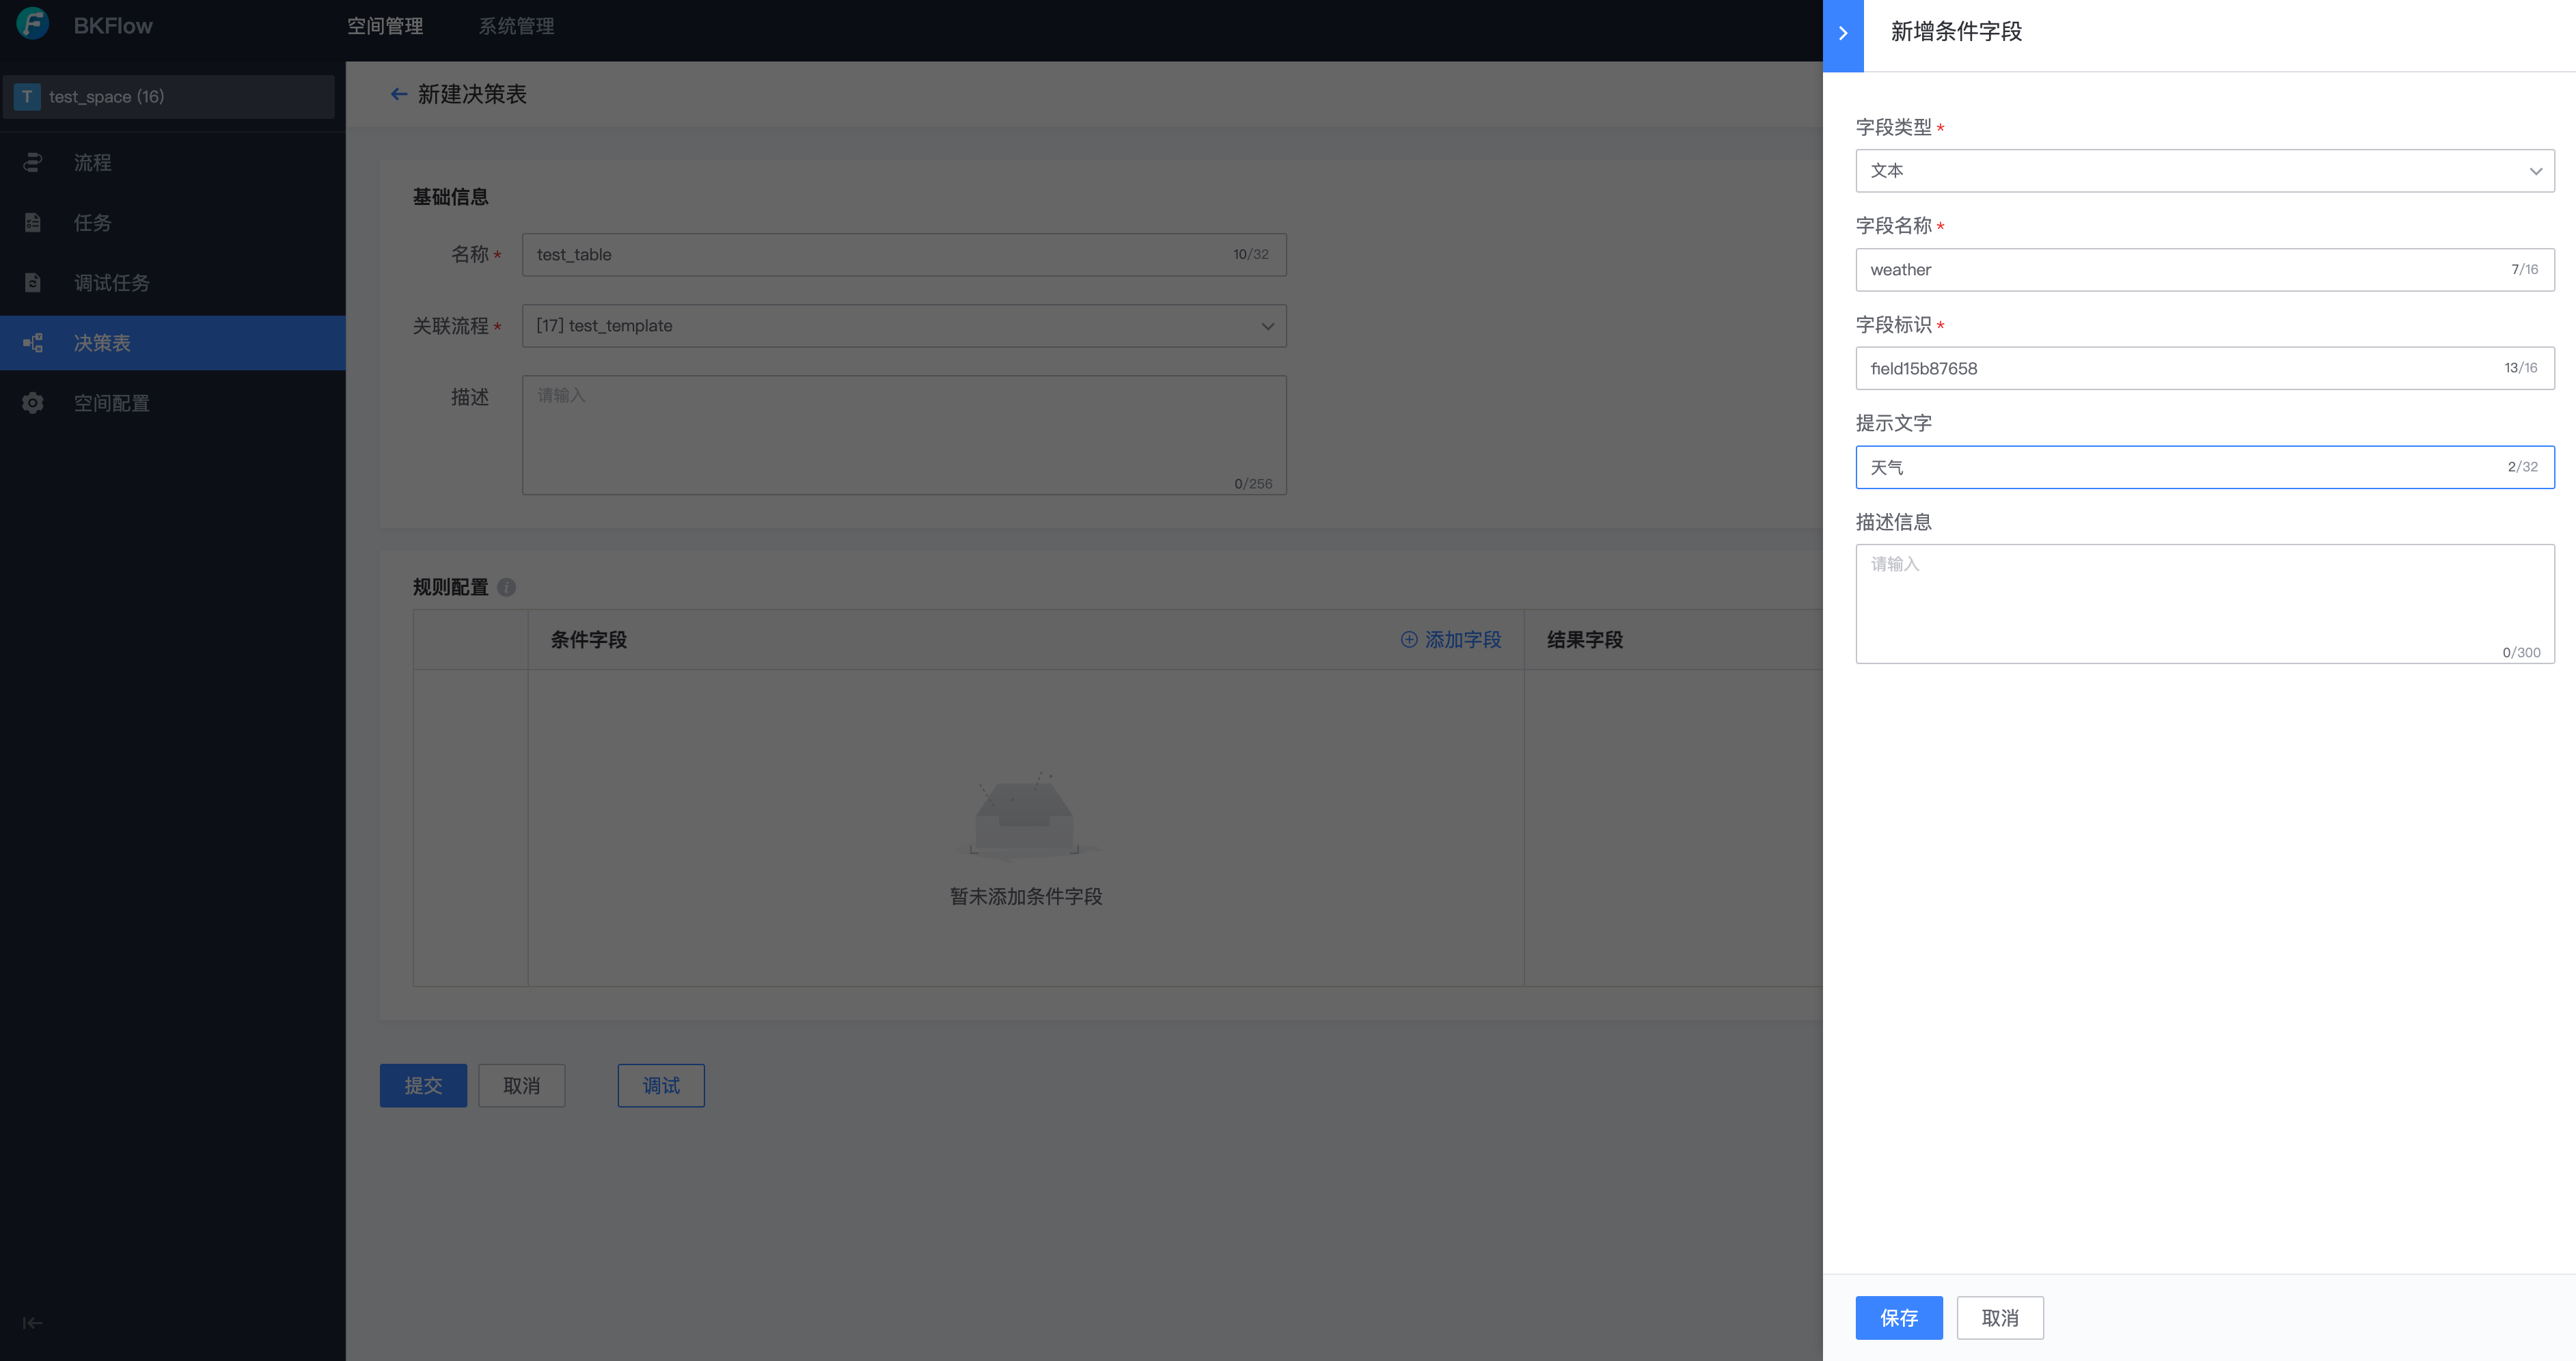 BKFlow
空间管理
系统管理
T test_space (16)
流程
任务
调试任务
决策表
空间配置
新建决策表
基础信息
名称 *
test_table
10/32
关联流程 *
[17] test_template
描述
请输入
0/256
规则配置
条件字段
添加字段
结果字段
暂未添加条件字段
提交
取消
调试
新增条件字段
字段类型 *
文本
字段名称 *
weather
7/16
字段标识 *
field15b87658
13/16
提示文字
天气
2/32
描述信息
请输入
0/300
保存
取消